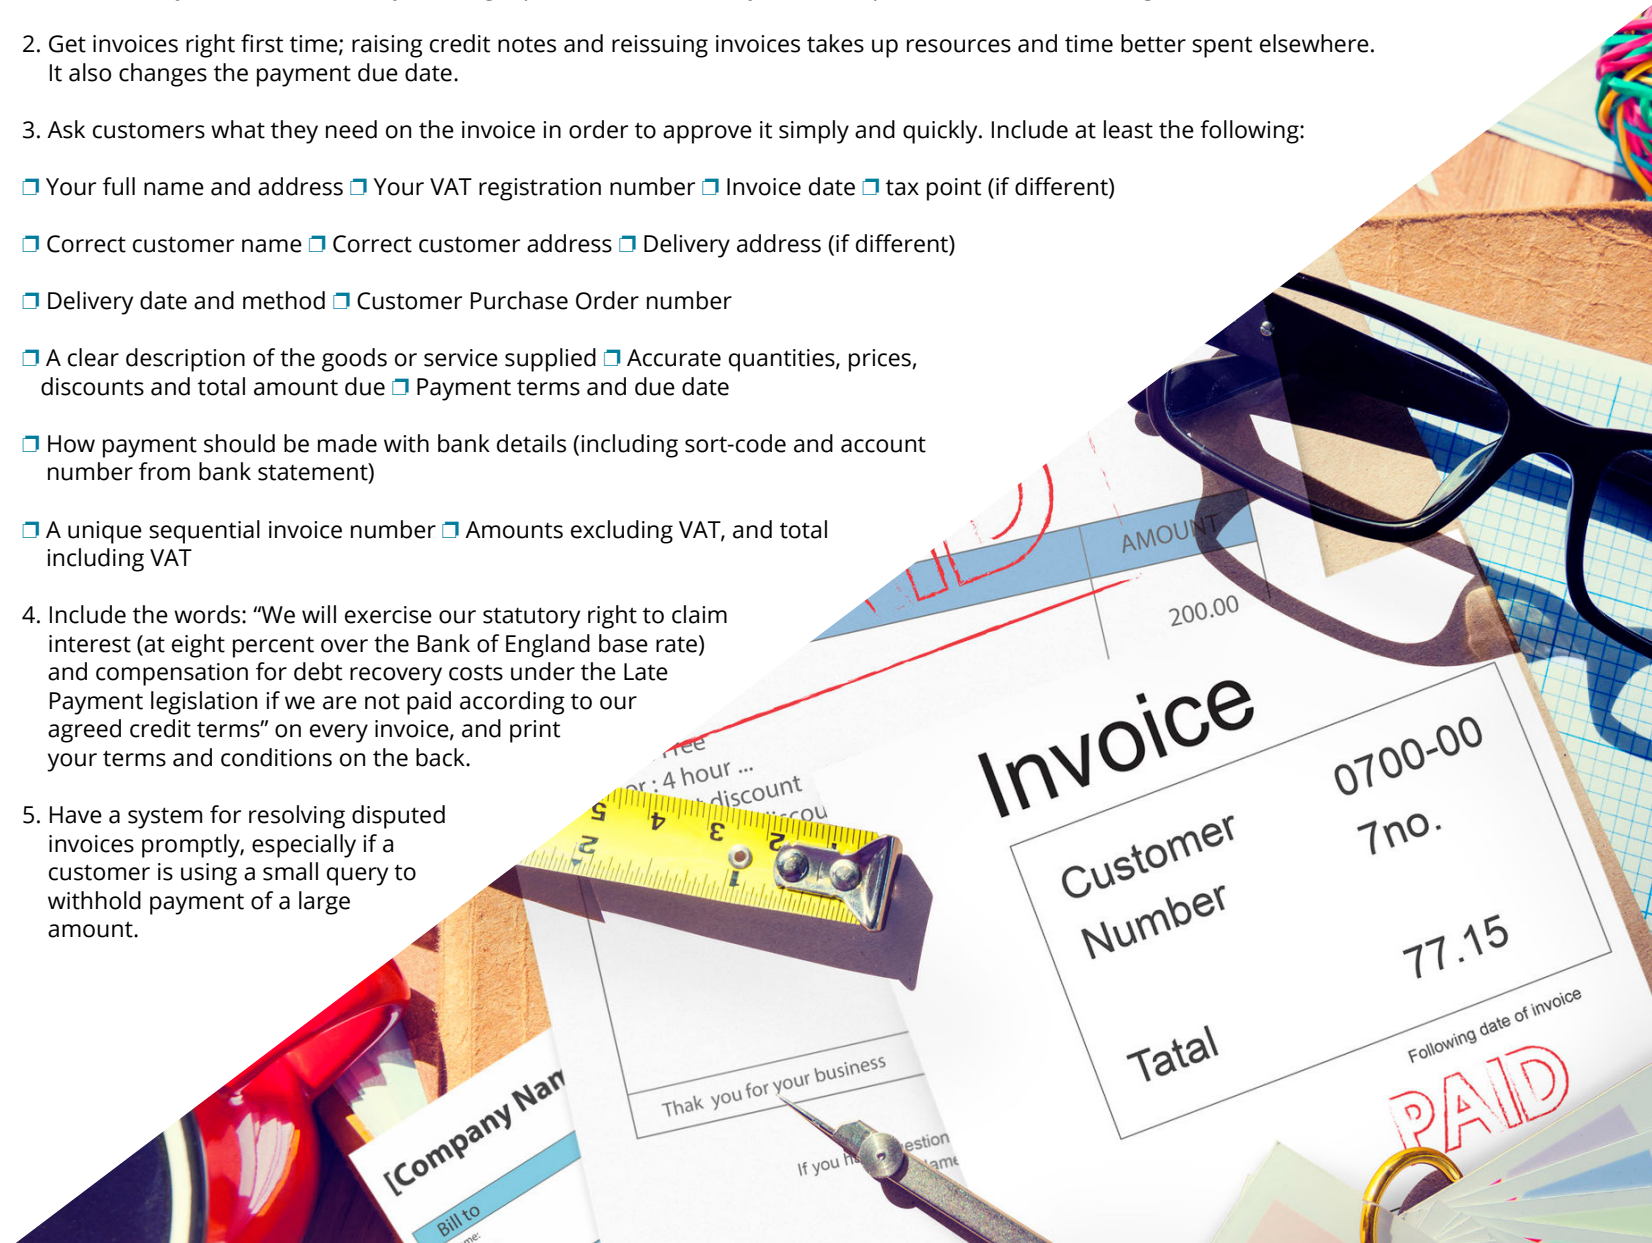 2. Get invoices right first time; raising credit notes and reissuing invoices takes up resources and time better spent elsewhere.
It also changes the payment due date.
3. Ask customers what they need on the invoice in order to approve it simply and quickly. Include at least the following:
❐ Your full name and address ❐ Your VAT registration number ❐ Invoice date ❐ tax point (if different)
❐ Correct customer name ❐ Correct customer address ❐ Delivery address (if different)
❐ Delivery date and method ❐ Customer Purchase Order number
❐ A clear description of the goods or service supplied ❐ Accurate quantities, prices,
discounts and total amount due ❐ Payment terms and due date
❐ How payment should be made with bank details (including sort-code and account
number from bank statement)
❐ A unique sequential invoice number ❐ Amounts excluding VAT, and total
including VAT
4. Include the words: “We will exercise our statutory right to claim
interest (at eight percent over the Bank of England base rate)
and compensation for debt recovery costs under the Late
Payment legislation if we are not paid according to our
agreed credit terms” on every invoice, and print
your terms and conditions on the back.
5. Have a system for resolving disputed
invoices promptly, especially if a
customer is using a small query to
withhold payment of a large
amount.
AMOUNT
200.00
4 hour ...
discount
5 4 3 2
1
Invoice
0700-00
Customer 7no.
Number
77.15
Tatal
Following date of invoice
PAID
Thak you for your business
If you
[Company Nam
Bill to